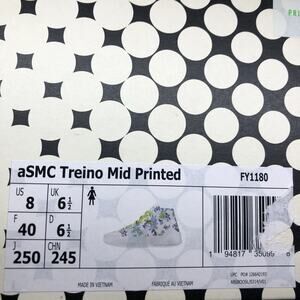 PRI
aSMC Treino Mid Printed
FY1180
US 8
UK 6½
F 40
D 6½
J 250
CHN 245
MADE IN VIETNAM
FABRIQUÉ AU VIETNAM